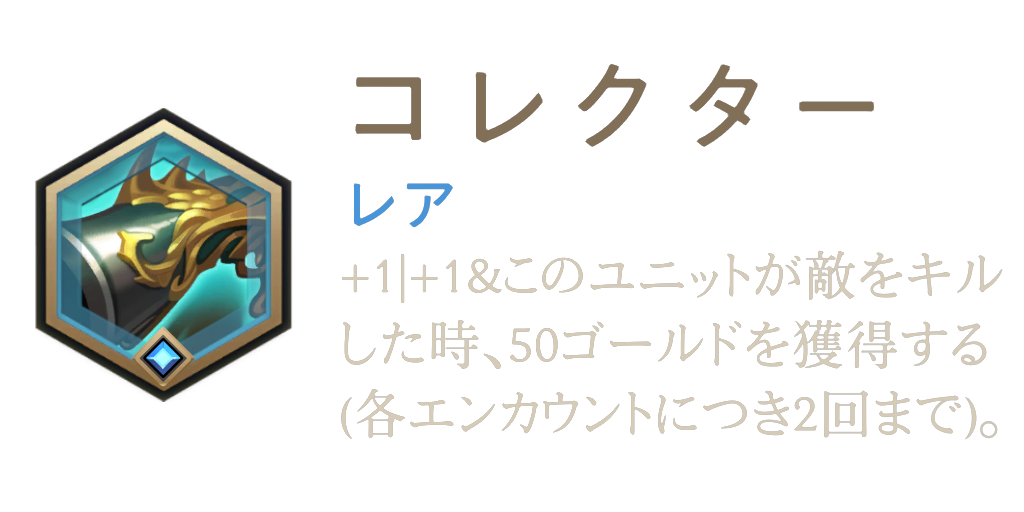 コレクター
レア
+1|+1&このユニットが敵をキル
した時、50ゴールドを獲得する
(各エンカウントにつき2回まで)。